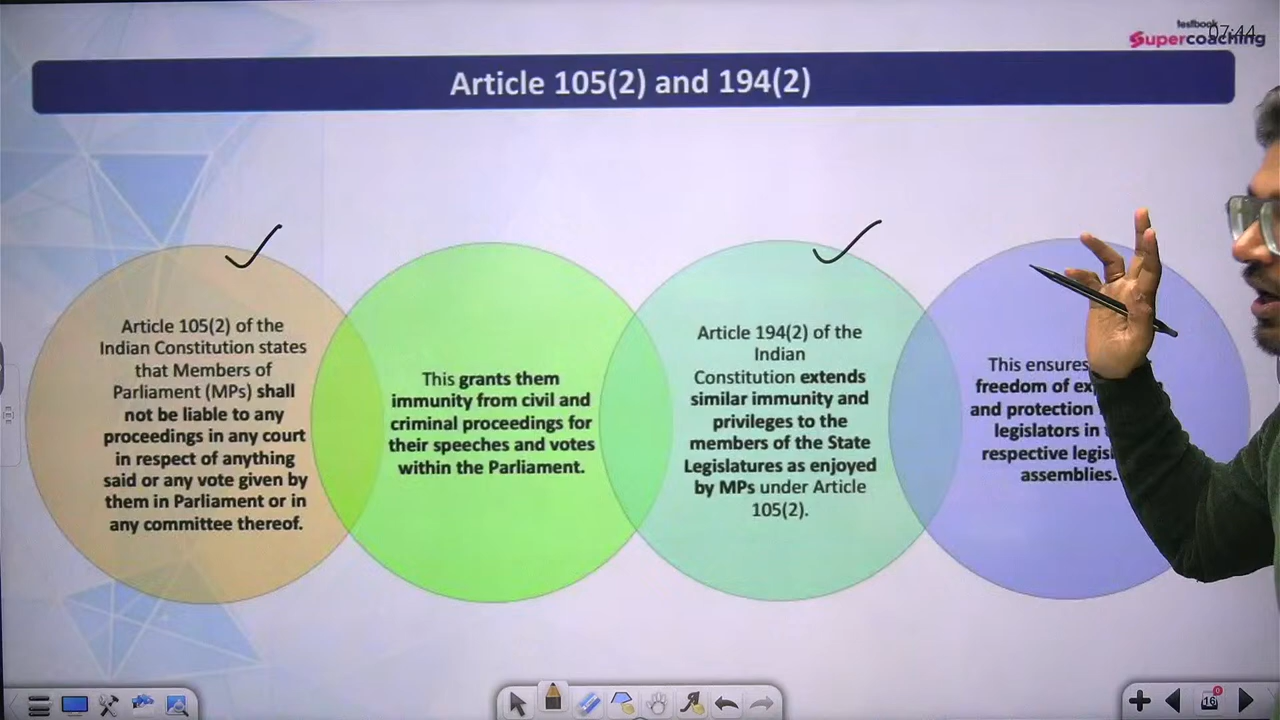 testbook
Supercoaching
07:44
Article 105(2) and 194(2)
Article 105(2) of the
Indian Constitution states
that Members of
Parliament (MPs) shall
not be liable to any
proceedings in any court
in respect of anything
said or any vote given by
them in Parliament or in
any committee thereof.
This grants them
immunity from civil and
criminal proceedings for
their speeches and votes
within the Parliament.
Article 194(2) of the
Indian
Constitution extends
similar immunity and
privileges to the
members of the State
Legislatures as enjoyed
by MPs under Article
105(2).
This ensures
freedom of
and protection
legislators in
respective
assemblies.
16